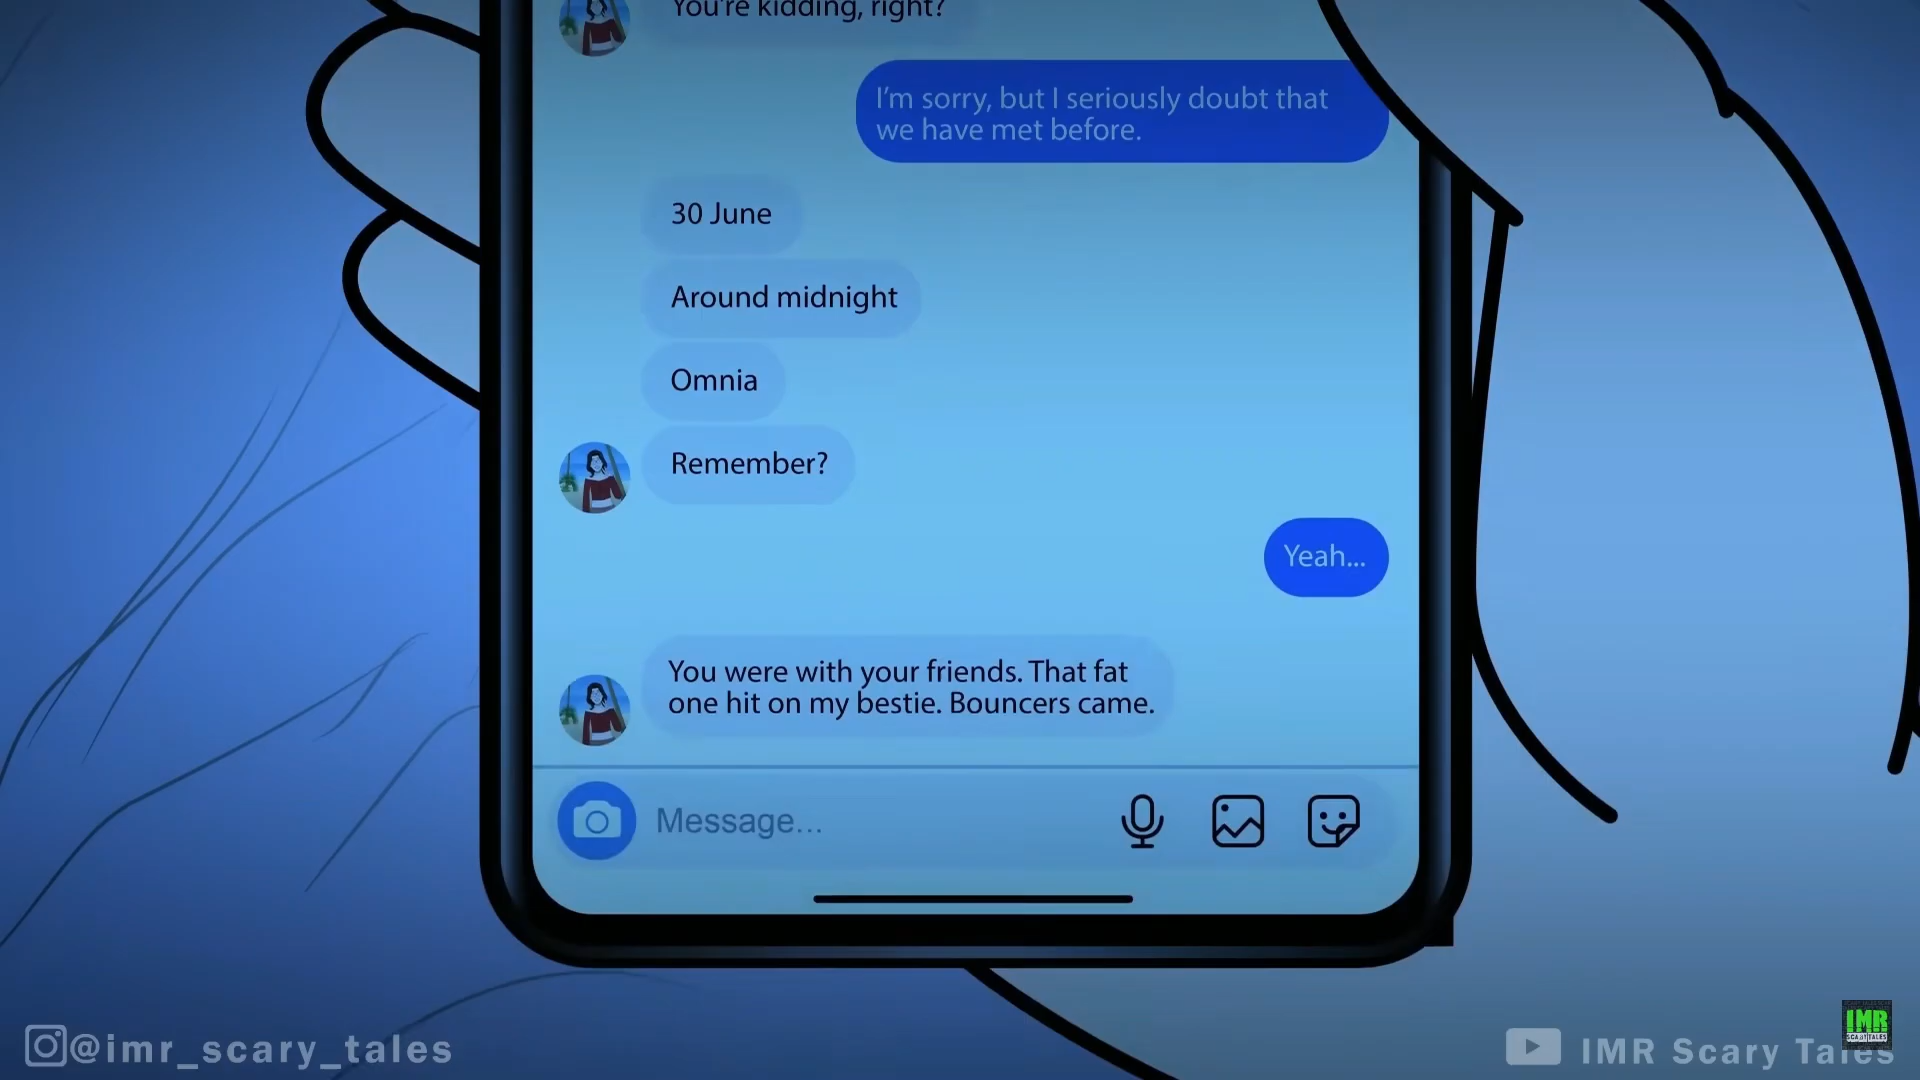 You're kidding, right?
I'm sorry, but I seriously doubt that
we have met before.
30 June
Around midnight
Omnia
Remember?
Yeah...
You were with your friends. That fat
one hit on my bestie. Bouncers came.
Message...
@imr_scary_tales
IMR
SCARY TALES
IMR Scary Tales